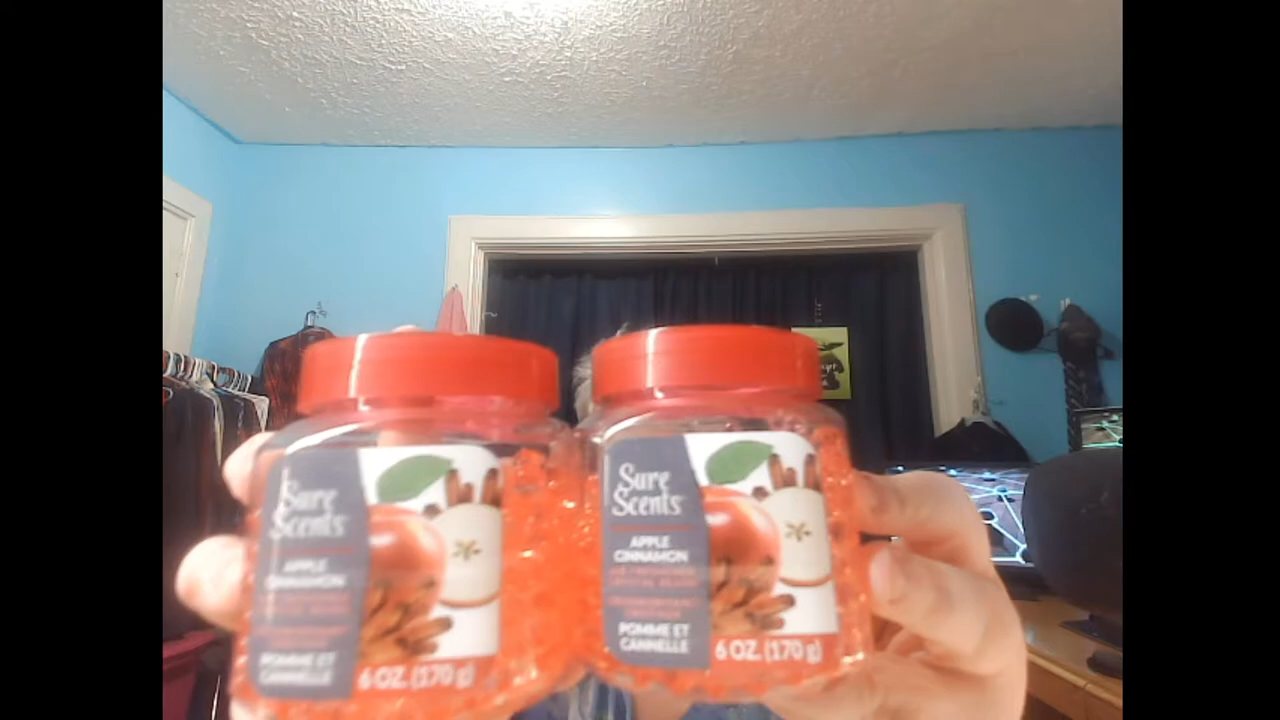 Sure
Scents
APPLE
CINNAMON
POMME ET
CANNELLE
6 OZ. (170 g)
Sure
Scents
APPLE
CINNAMON
POMME ET
CANNELLE
6 OZ. (170 g)